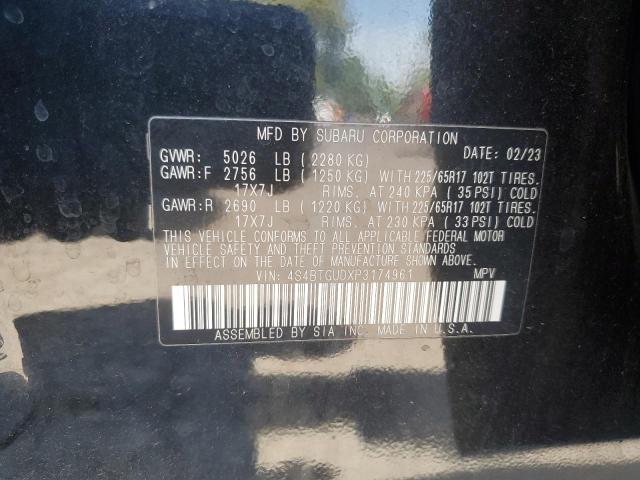 MFD BY SUBARU CORPORATION
GVWR: 5026 LB (2280 KG) DATE: 02/23
GAWR:F 2756 LB (1250 KG) WITH 225/65R17 102T TIRES.
17X7J RIMS. AT 240 KPA (35 PSI) COLD
GAWR:R 2690 LB (1220 KG) WITH 225/65R17 102T TIRES.
17X7J RIMS. AT 230 KPA (33 PSI) COLD
THIS VEHICLE CONFORMS TO ALL APPLICABLE FEDERAL MOTOR
VEHICLE SAFETY AND BUMPER STANDARDS IN
EFFECT ON THE DATE OF MANUFACTURE SHOWN ABOVE.
VIN: 4S4BTGUDXP3174961 MPV
ASSEMBLED BY SIA INC. MADE IN U.S.A.